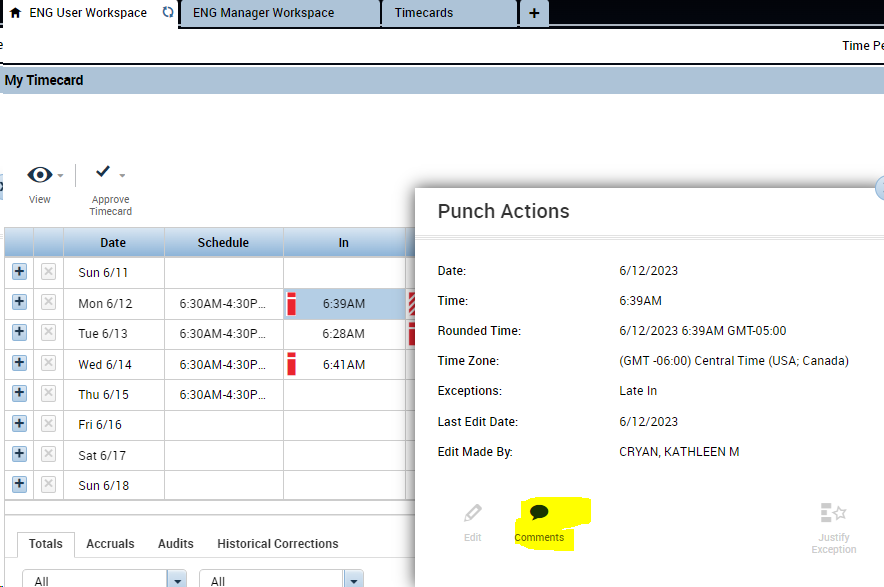 ENG User Workspace ENG Manager Workspace Timecards +
Time Pe
My Timecard
View Approve Timecard
Date Schedule In
Sun 6/11
Mon 6/12 6:30AM-4:30P... 6:39AM
Tue 6/13 6:30AM-4:30P... 6:28AM
Wed 6/14 6:30AM-4:30P... 6:41AM
Thu 6/15 6:30AM-4:30P...
Fri 6/16
Sat 6/17
Sun 6/18
Totals Accruals Audits Historical Corrections
All All
Punch Actions
Date: 6/12/2023
Time: 6:39AM
Rounded Time: 6/12/2023 6:39AM GMT-05:00
Time Zone: (GMT -06:00) Central Time (USA; Canada)
Exceptions: Late In
Last Edit Date: 6/12/2023
Edit Made By: CRYAN, KATHLEEN M
Edit Comments Justify
Exception